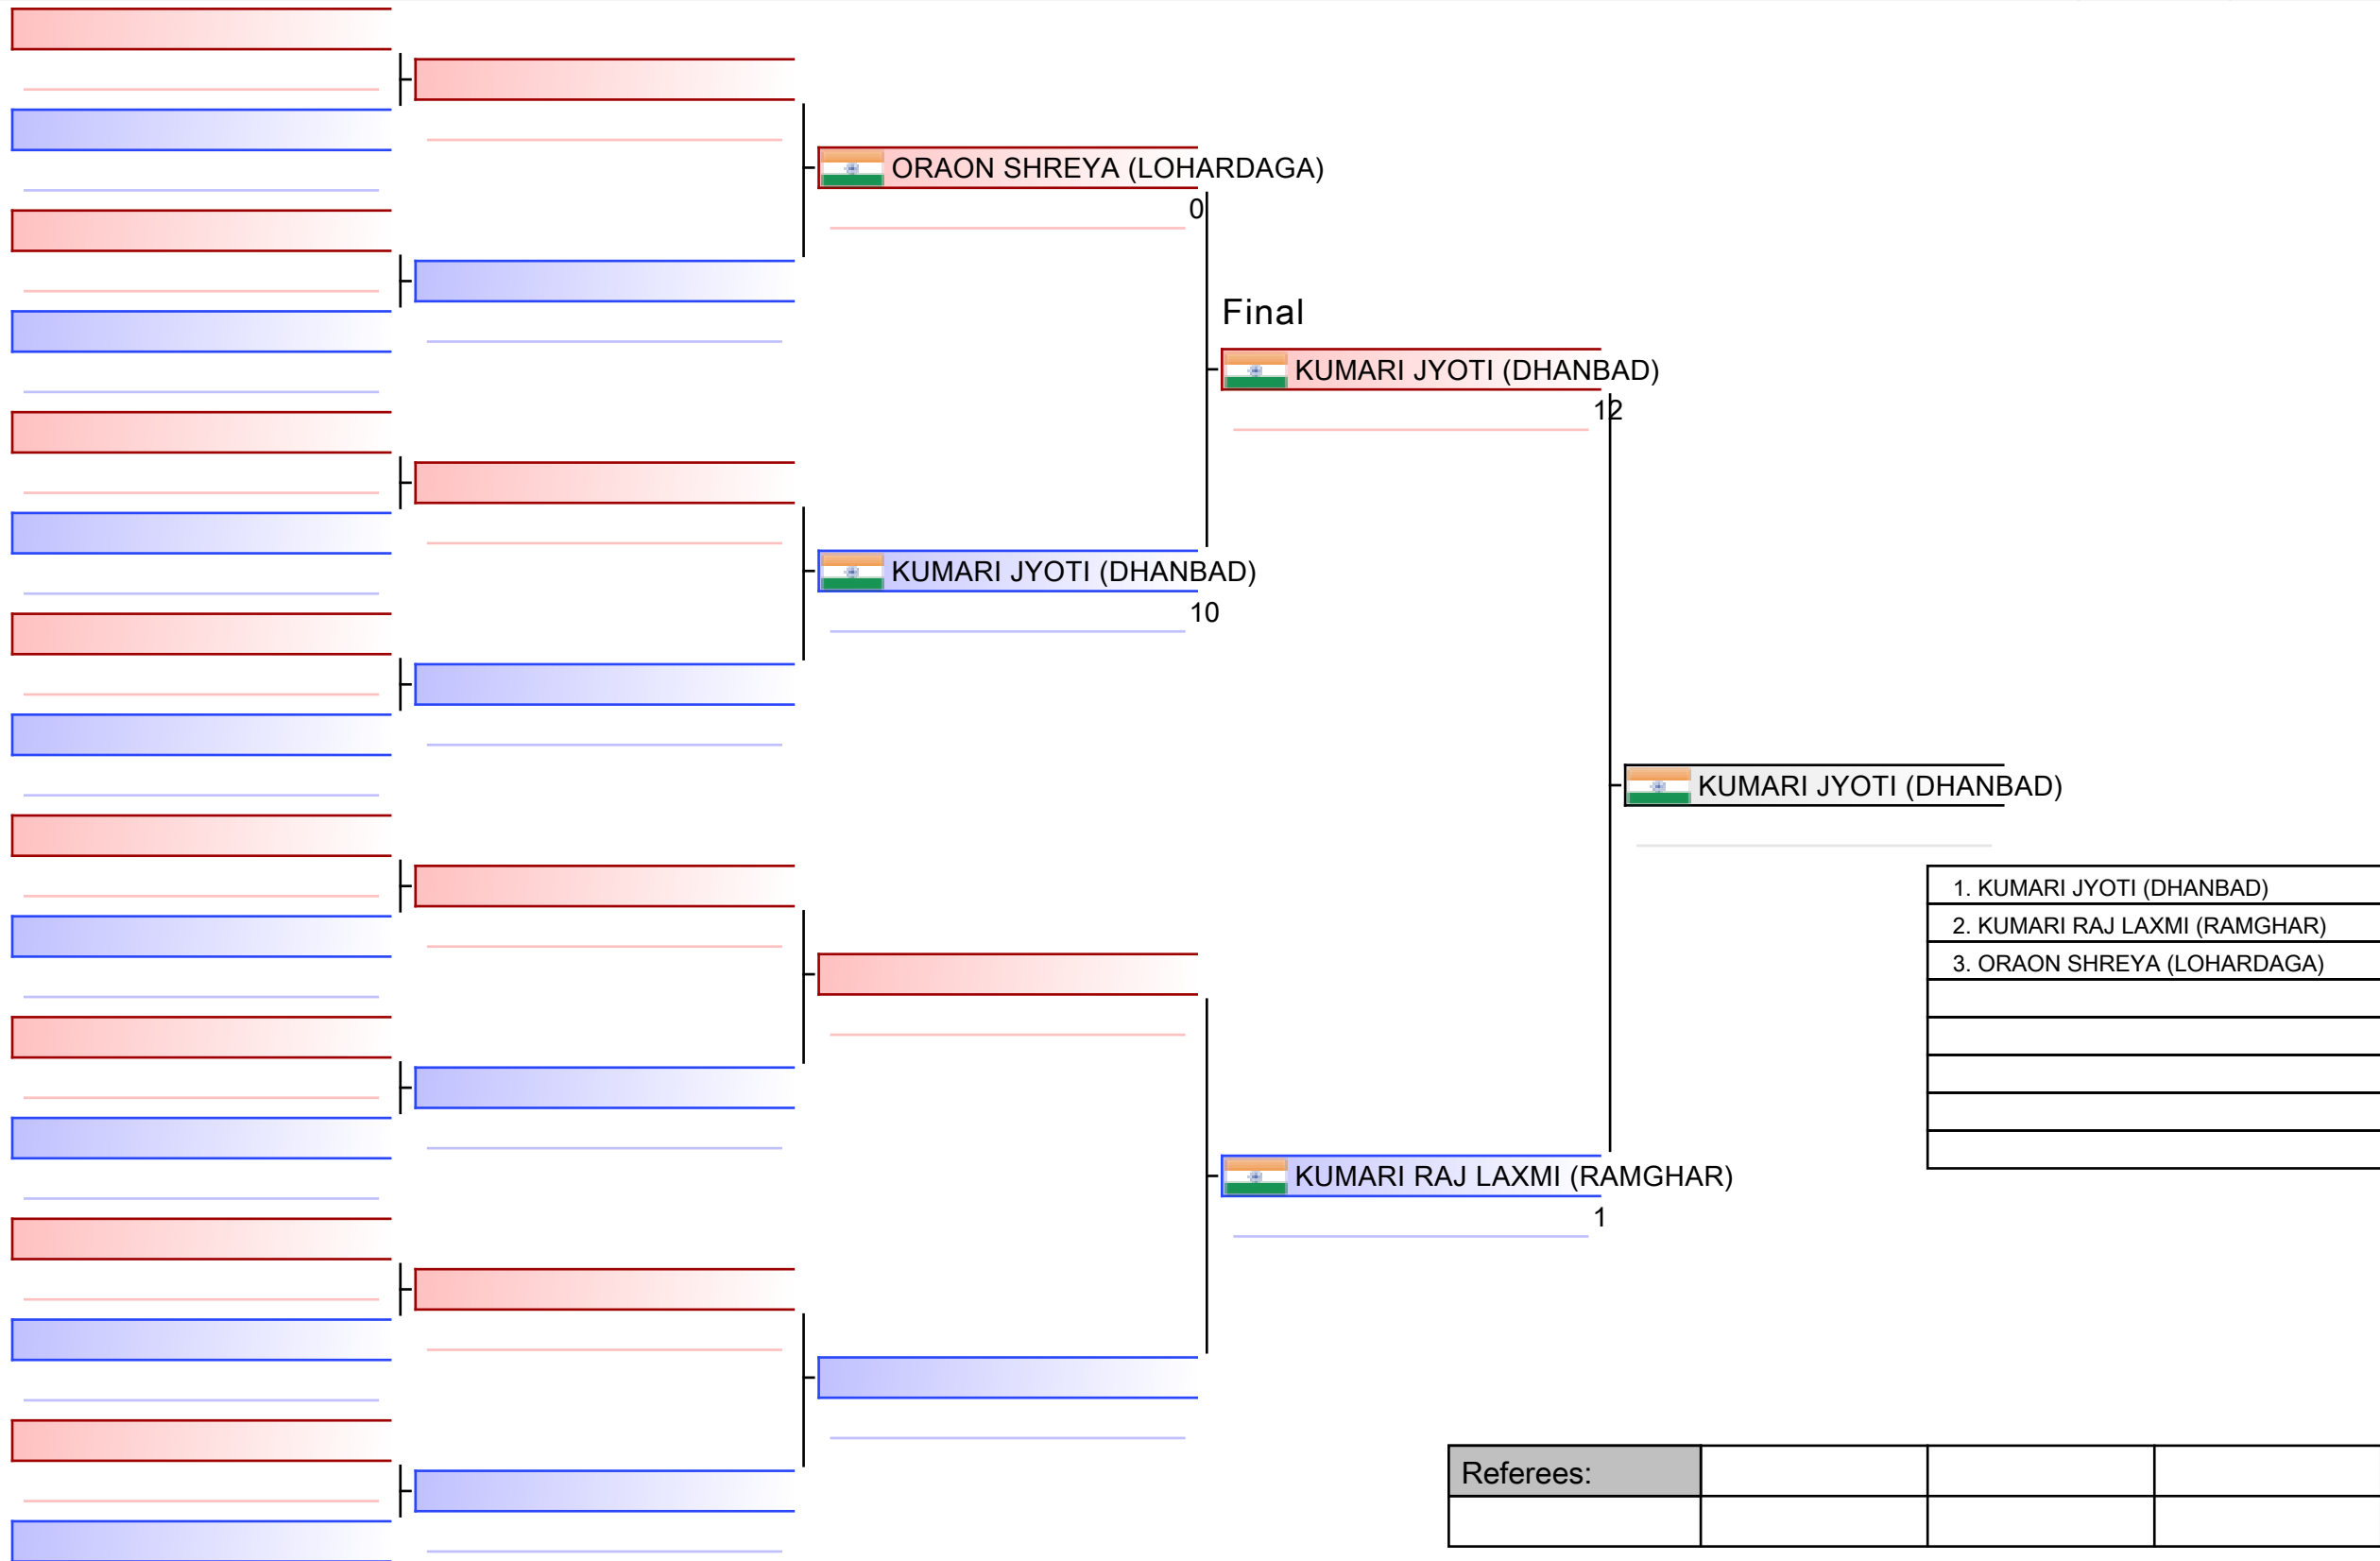 ORAON SHREYA (LOHARDAGA)
0
Final
KUMARI JYOTI (DHANBAD)
12
KUMARI JYOTI (DHANBAD)
10
KUMARI JYOTI (DHANBAD)
1. KUMARI JYOTI (DHANBAD)
2. KUMARI RAJ LAXMI (RAMGHAR)
3. ORAON SHREYA (LOHARDAGA)
KUMARI RAJ LAXMI (RAMGHAR)
1
Referees: